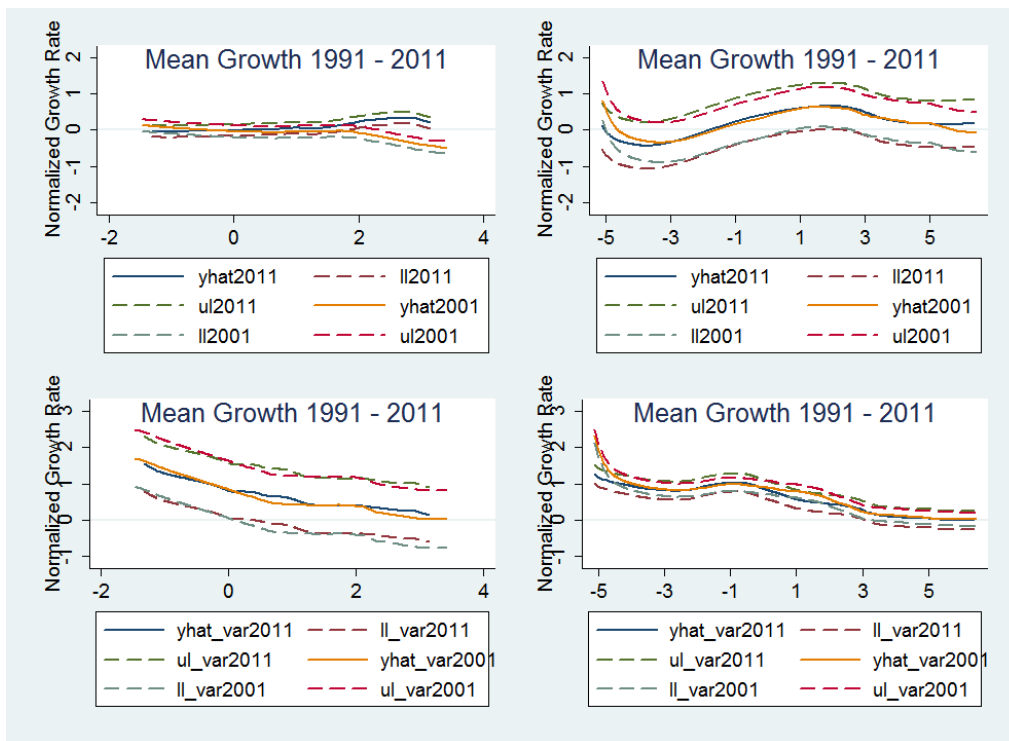 Mean Growth 1991 - 2011
Normalized Growth Rate
2
1
0
-1
-2
-2 0 2 4
yhat2011 ll2011
ul2011 yhat2001
ll2001 ul2001
Mean Growth 1991 - 2011
Normalized Growth Rate
2
1
0
-1
-2
-5 -3 -1 1 3 5
yhat2011 ll2011
ul2011 yhat2001
ll2001 ul2001
Mean Growth 1991 - 2011
Normalized Growth Rate
3
2
1
0
-1
-2 0 2 4
yhat_var2011 ll_var2011
ul_var2011 yhat_var2001
ll_var2001 ul_var2001
Mean Growth 1991 - 2011
Normalized Growth Rate
3
2
1
0
-1
-5 -3 -1 1 3 5
yhat_var2011 ll_var2011
ul_var2011 yhat_var2001
ll_var2001 ul_var2001